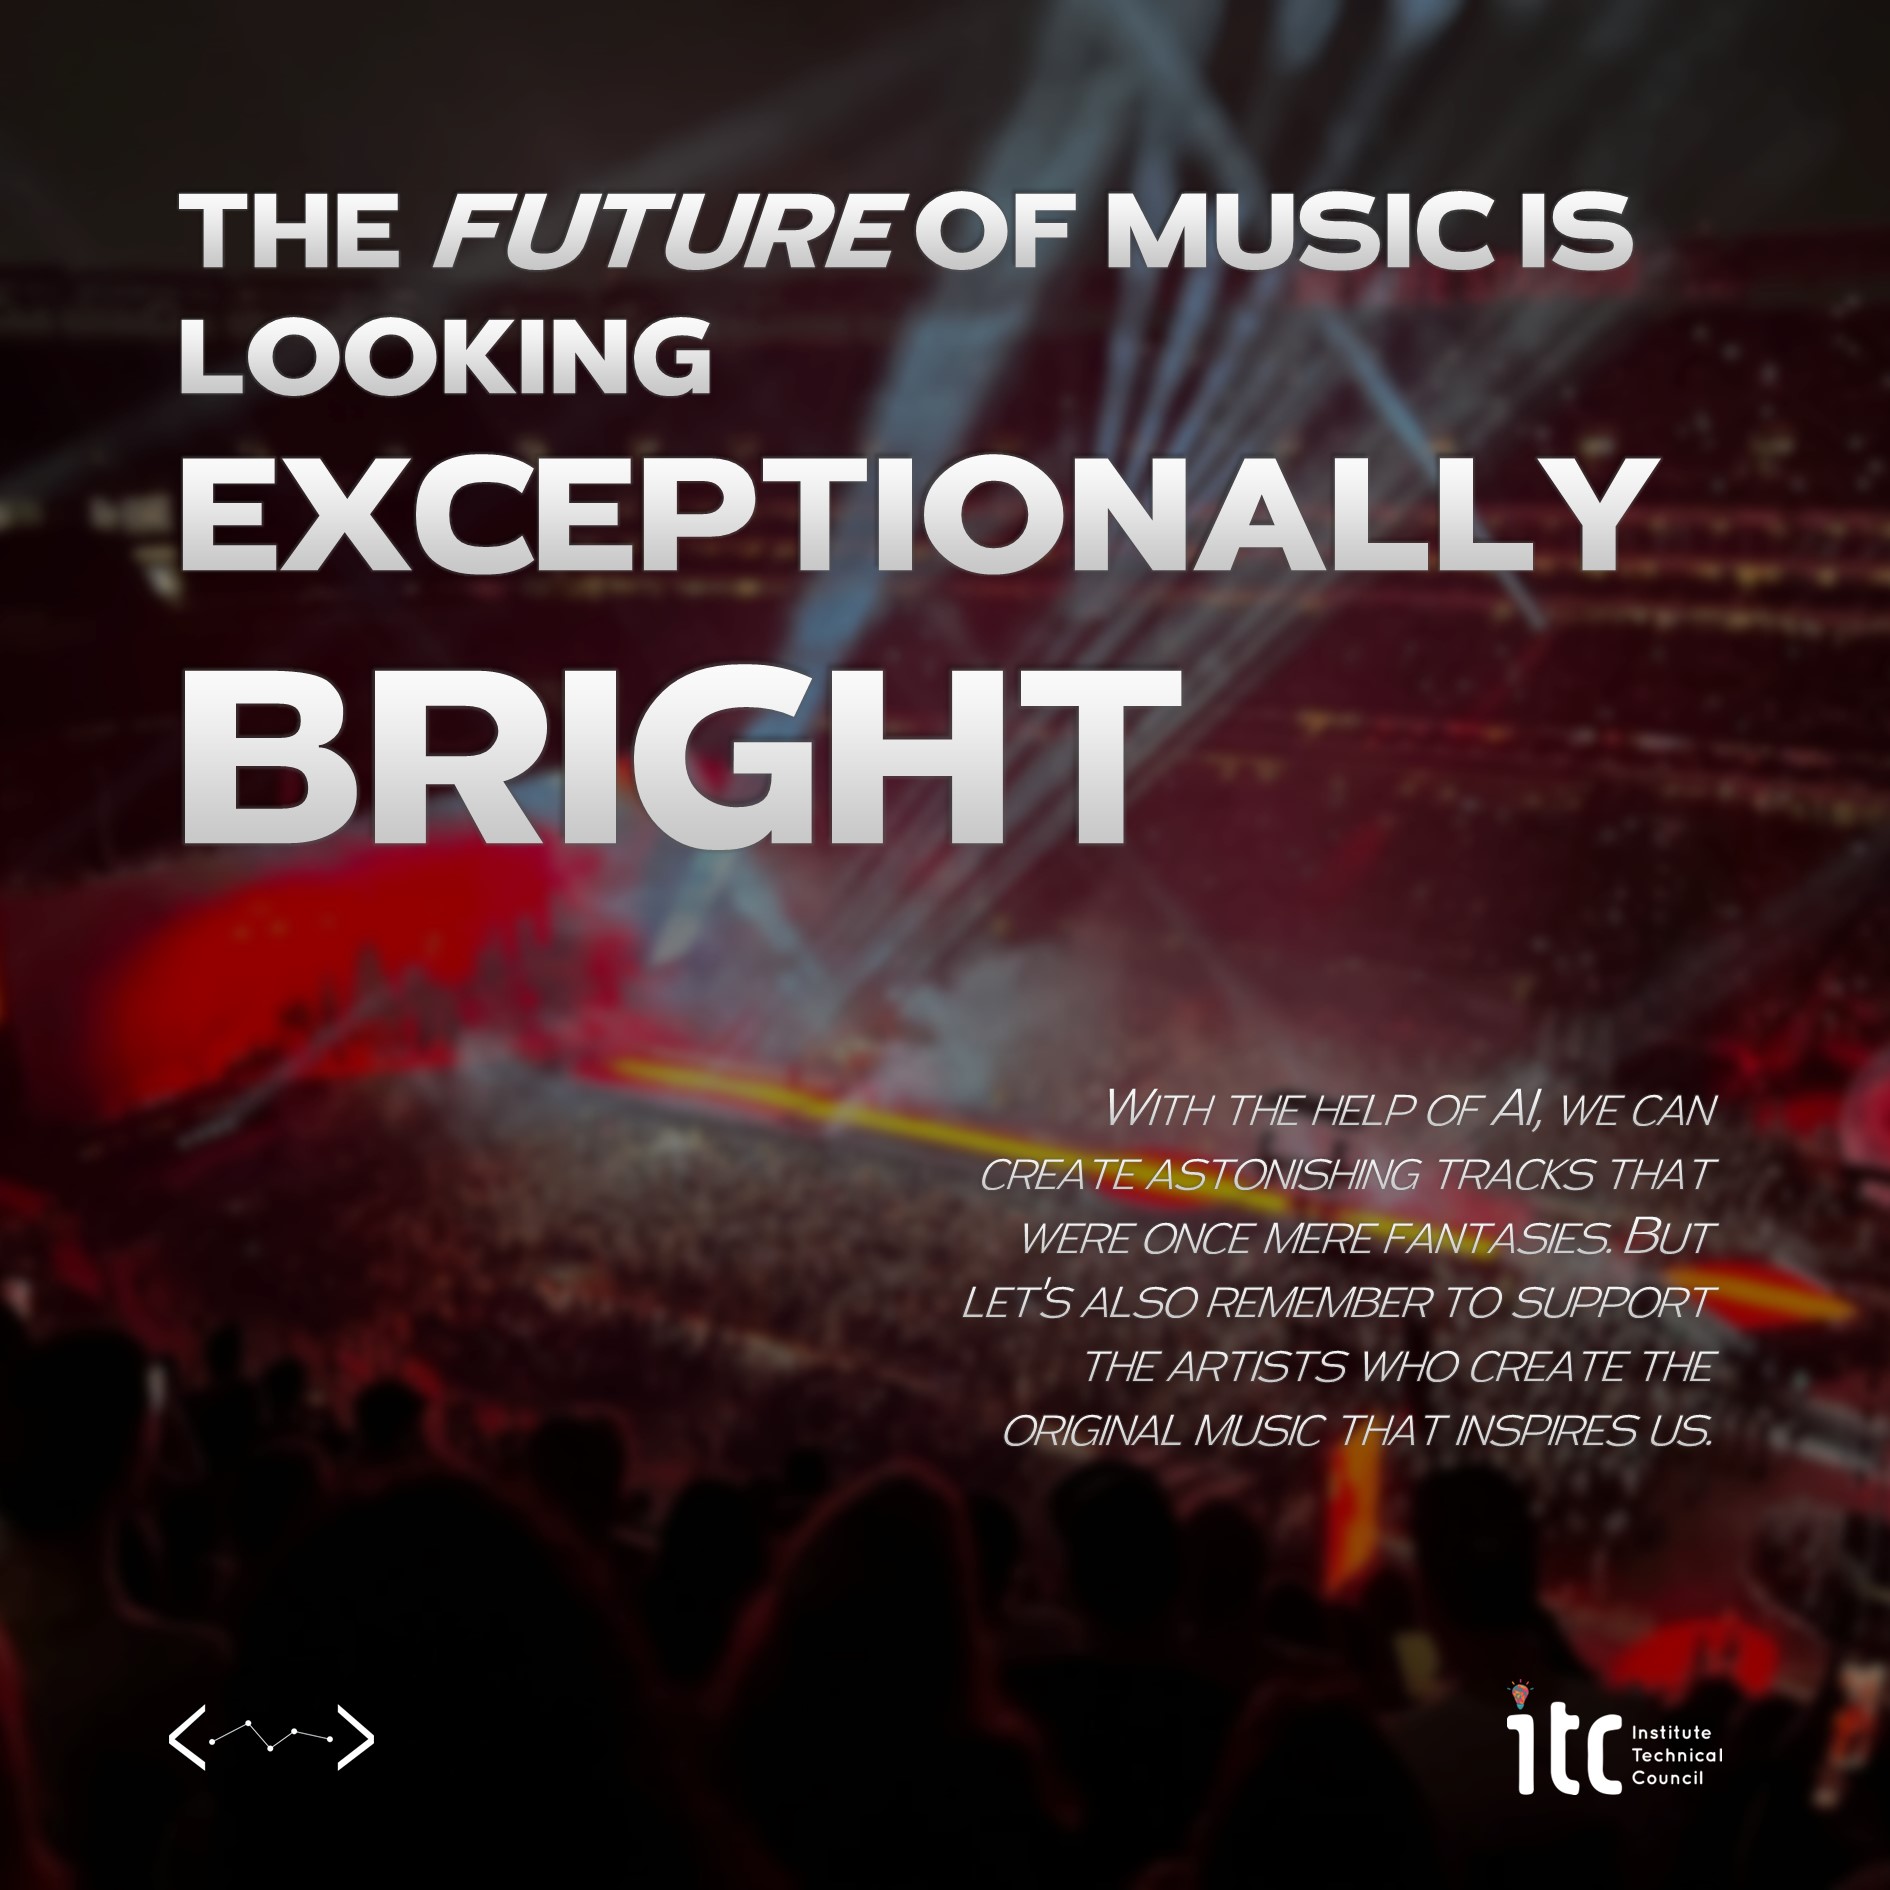 THE FUTURE OF MUSIC IS
LOOKING
EXCEPTIONALLY
BRIGHT
WITH THE HELP OF AI, WE CAN
CREATE ASTONISHING TRACKS THAT
WERE ONCE MERE FANTASIES. BUT
LET'S ALSO REMEMBER TO SUPPORT
THE ARTISTS WHO CREATE THE
ORIGINAL MUSIC THAT INSPIRES US.
itc
Institute
Technical
Council